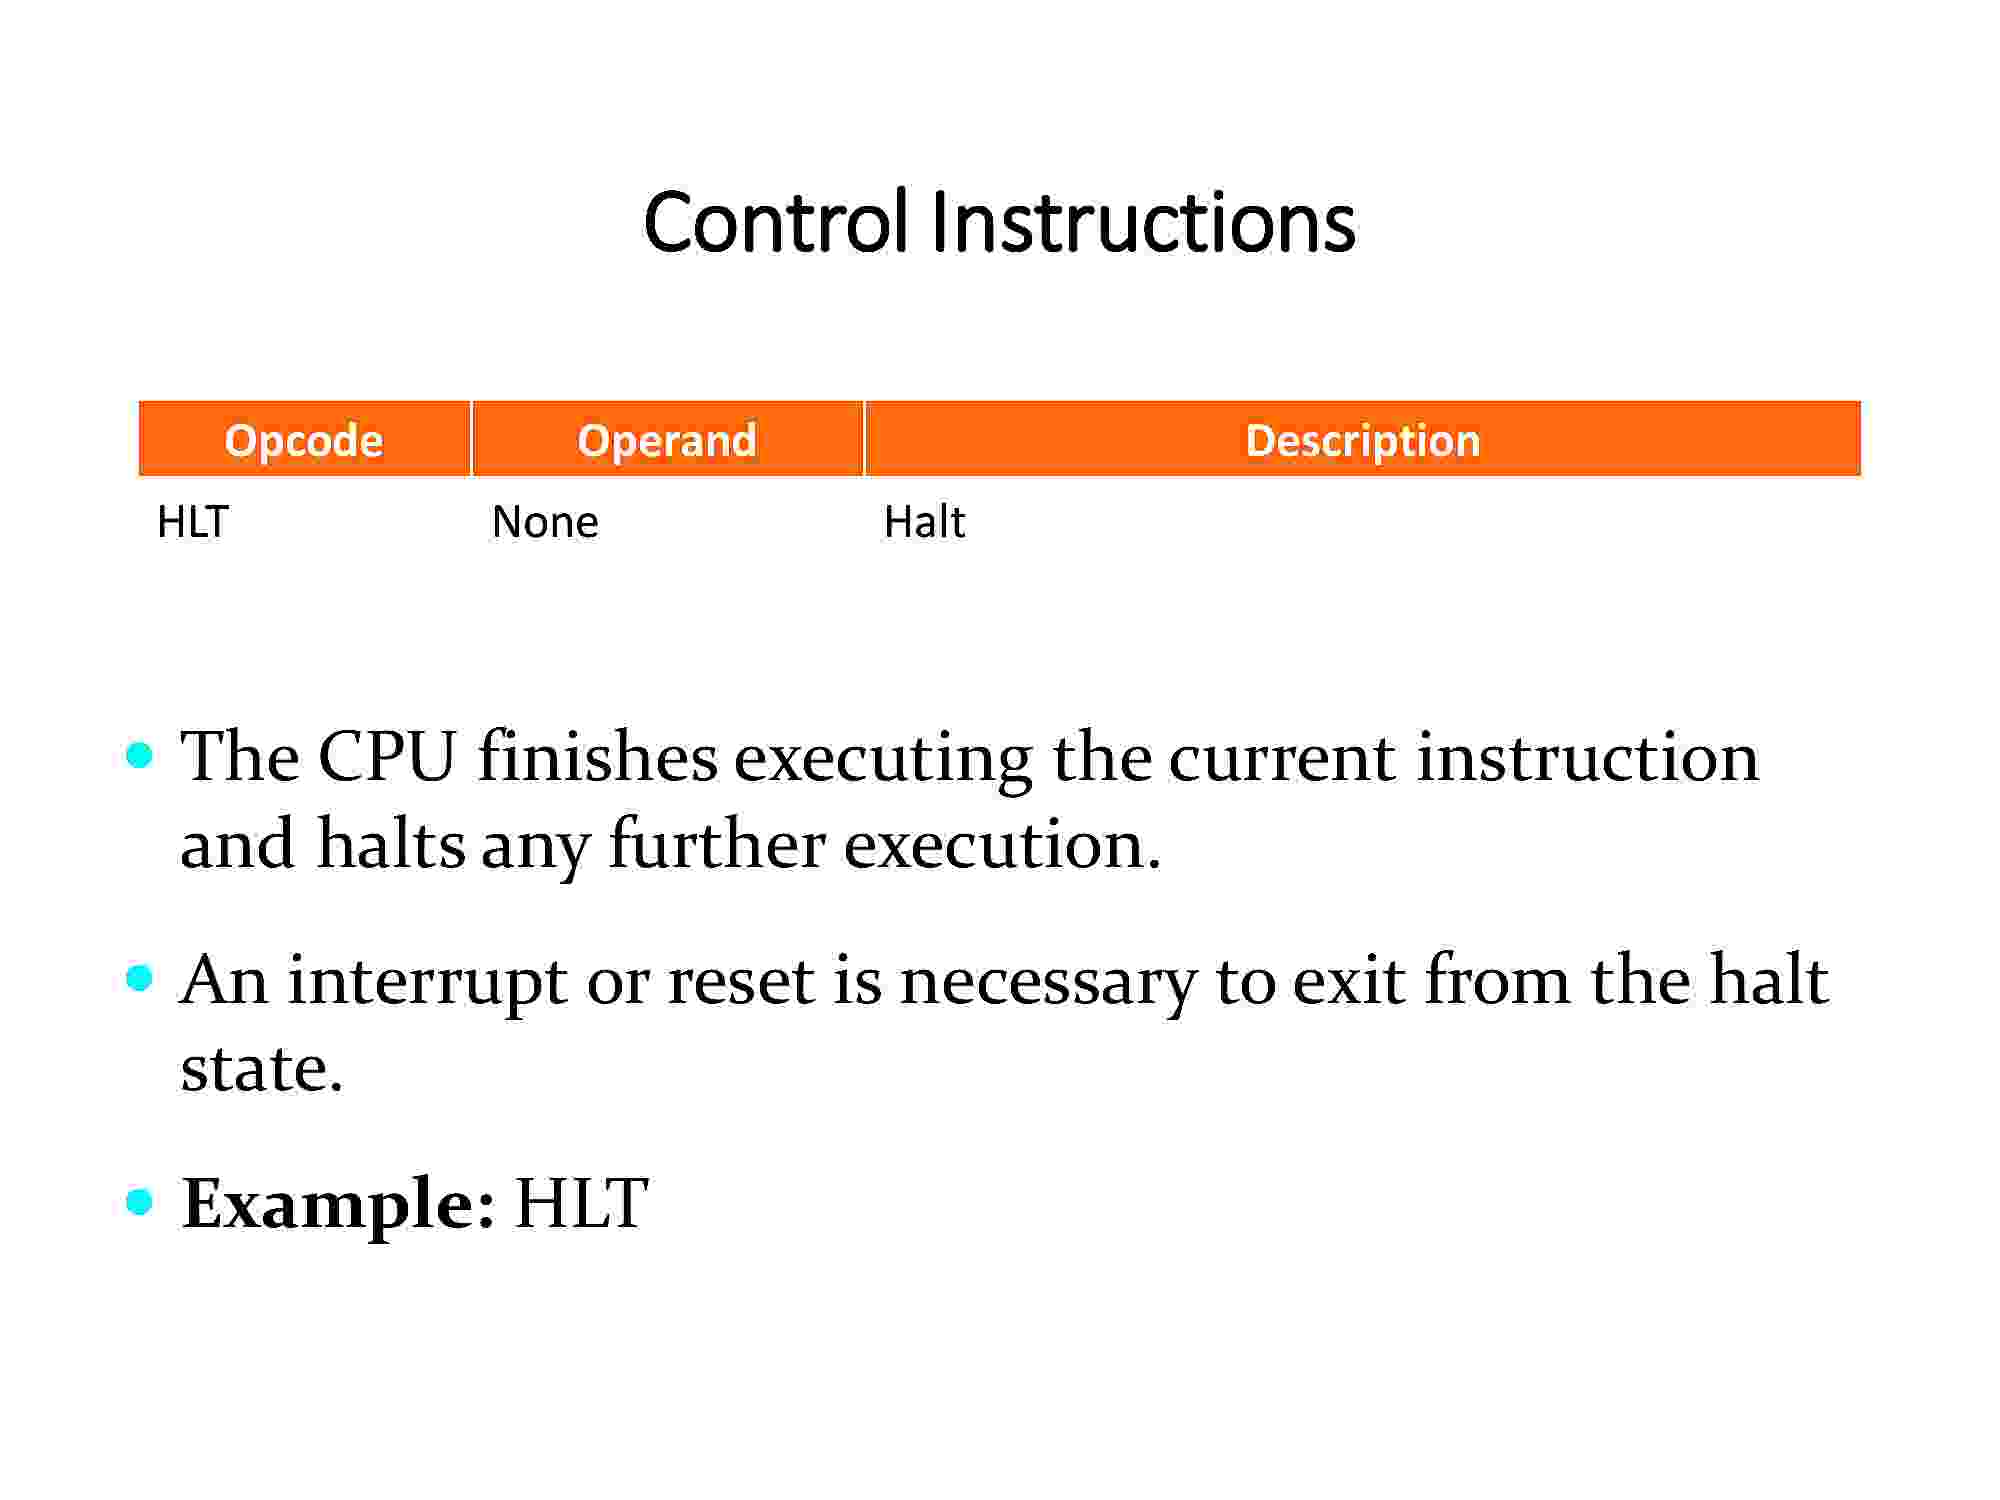 Control Instructions
Opcode Operand Description
HLT None Halt
• The CPU finishes executing the current instruction
and halts any further execution.
• An interrupt or reset is necessary to exit from the halt
state.
• Example: HLT